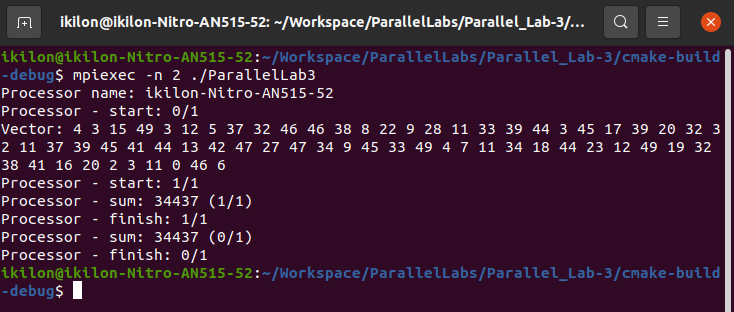 ikilon@ikilon-Nitro-AN515-52: ~/Workspace/ParallelLabs/Parallel_Lab-3/...
ikilon@ikilon-Nitro-AN515-52:~/Workspace/ParallelLabs/Parallel_Lab-3/cmake-build
-debug$ mpiexec -n 2 ./ParallelLab3
Processor name: ikilon-Nitro-AN515-52
Processor - start: 0/1
Vector: 4 3 15 49 3 12 5 37 32 46 46 38 8 22 9 28 11 33 39 44 3 45 17 39 20 32 3
2 11 37 39 45 41 44 13 42 47 27 47 34 9 45 33 49 4 7 11 34 18 44 23 12 49 19 32
38 41 16 20 2 3 11 0 46 6
Processor - start: 1/1
Processor - sum: 34437 (1/1)
Processor - finish: 1/1
Processor - sum: 34437 (0/1)
Processor - finish: 0/1
ikilon@ikilon-Nitro-AN515-52:~/Workspace/ParallelLabs/Parallel_Lab-3/cmake-build
-debug$